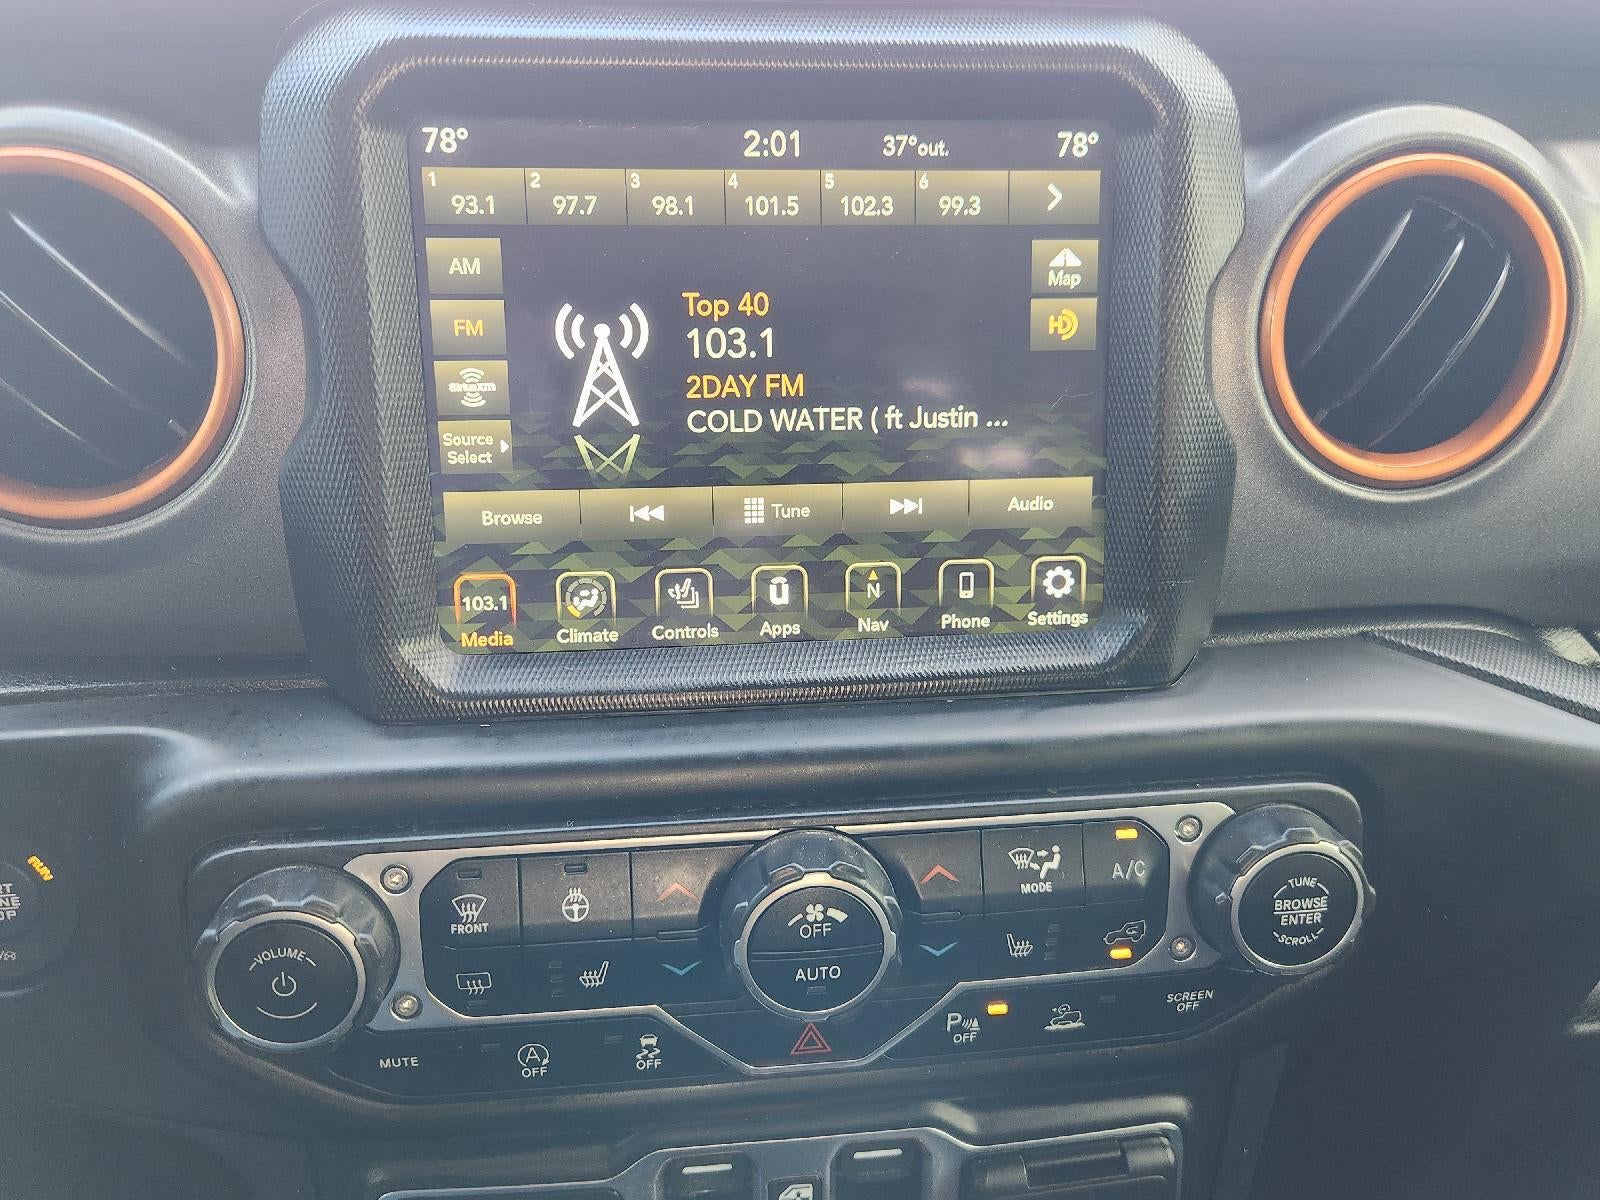 78°
2:01
37°out.
78°
1 93.1
2 97.7
3 98.1
4 101.5
5 102.3
6 99.3
AM
FM
siriusxm
Source
Select
Map
HD
Top 40
103.1
2DAY FM
COLD WATER ( ft Justin ...
Browse
Tune
Audio
103.1
Media
Climate
Controls
Apps
N
Nav
Phone
Settings
RUN
VOLUME
FRONT
OFF
AUTO
MODE
A/C
TUNE
BROWSE
ENTER
SCROLL
MUTE
A
OFF
OFF
P
OFF
SCREEN
OFF